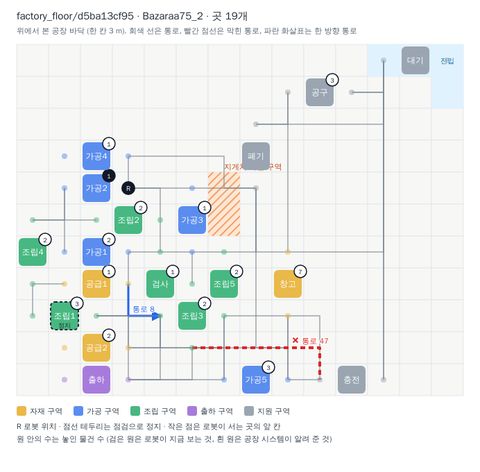 factory_floor/d5ba13cf95 · Bazaraa75_2 · 곳 19개
위에서 본 공장 바닥 (한 칸 3 m). 회색 선은 통로, 빨간 점선은 막힌 통로, 파란 화살표는 한 방향 통로
대기
진입
공구
3
가공4
1
폐기
구역
가공2
1
R
조립2
2
가공3
1
조립4
2
가공1
2
공급1
1
검사
1
조립5
2
창고
7
조립1
3
정지
통로 8
조립3
2
공급2
2
통로 47
출하
가공5
3
충전
자재 구역
가공 구역
조립 구역
출하 구역
지원 구역
R 로봇 위치 · 점선 테두리는 점검으로 정지 · 작은 점은 로봇이 서는 곳의 앞 칸
원 안의 수는 놓인 물건 수 (검은 원은 로봇이 지금 보는 것, 흰 원은 공장 시스템이 알려 준 것)